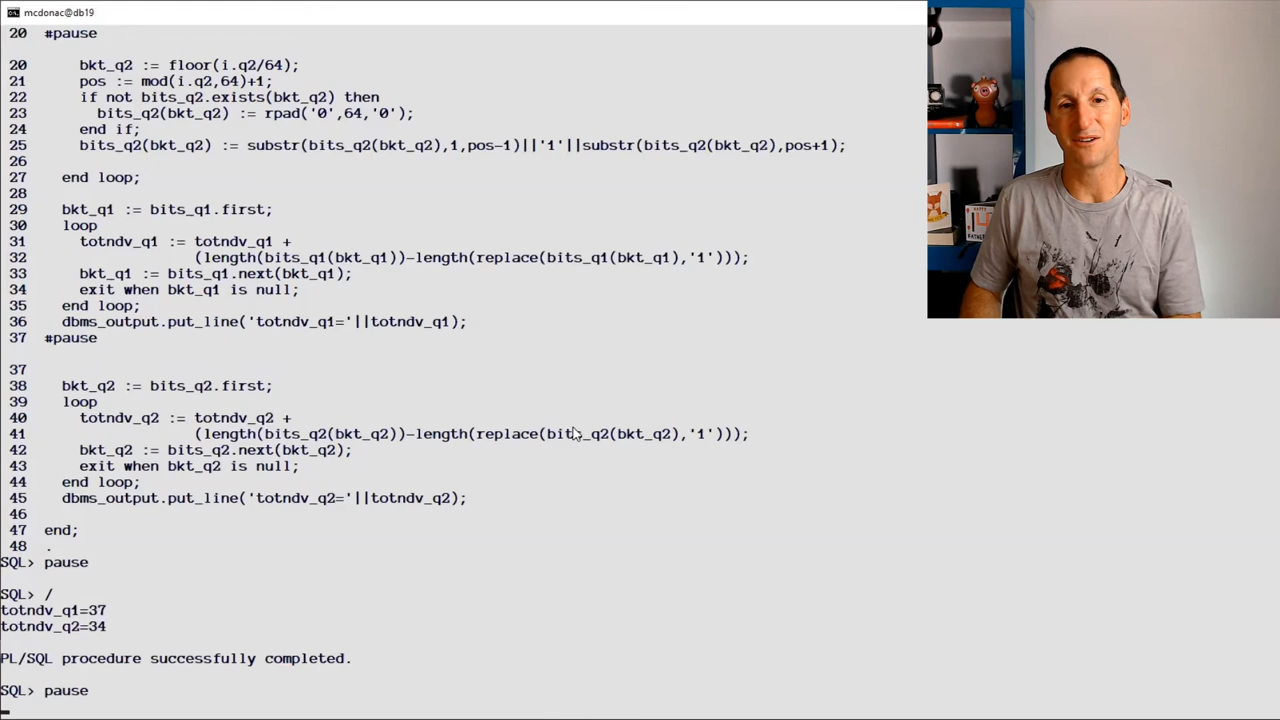 mcdonac@db19
20  #pause
20      bkt_q2 := floor(i.q2/64);
21      pos := mod(i.q2,64)+1;
22      if not bits_q2.exists(bkt_q2) then
23        bits_q2(bkt_q2) := rpad('0',64,'0');
24      end if;
25      bits_q2(bkt_q2) := substr(bits_q2(bkt_q2),1,pos-1)||'1'||substr(bits_q2(bkt_q2),pos+1);
26
27    end loop;
28
29    bkt_q1 := bits_q1.first;
30    loop
31      totndv_q1 := totndv_q1 +
32                   (length(bits_q1(bkt_q1))-length(replace(bits_q1(bkt_q1),'1')));
33      bkt_q1 := bits_q1.next(bkt_q1);
34      exit when bkt_q1 is null;
35    end loop;
36    dbms_output.put_line('totndv_q1='||totndv_q1);
37  #pause
37
38    bkt_q2 := bits_q2.first;
39    loop
40      totndv_q2 := totndv_q2 +
41                   (length(bits_q2(bkt_q2))-length(replace(bits_q2(bkt_q2),'1')));
42      bkt_q2 := bits_q2.next(bkt_q2);
43      exit when bkt_q2 is null;
44    end loop;
45    dbms_output.put_line('totndv_q2='||totndv_q2);
46
47  end;
48  .
SQL> pause
SQL> /
totndv_q1=37
totndv_q2=34
PL/SQL procedure successfully completed.
SQL> pause